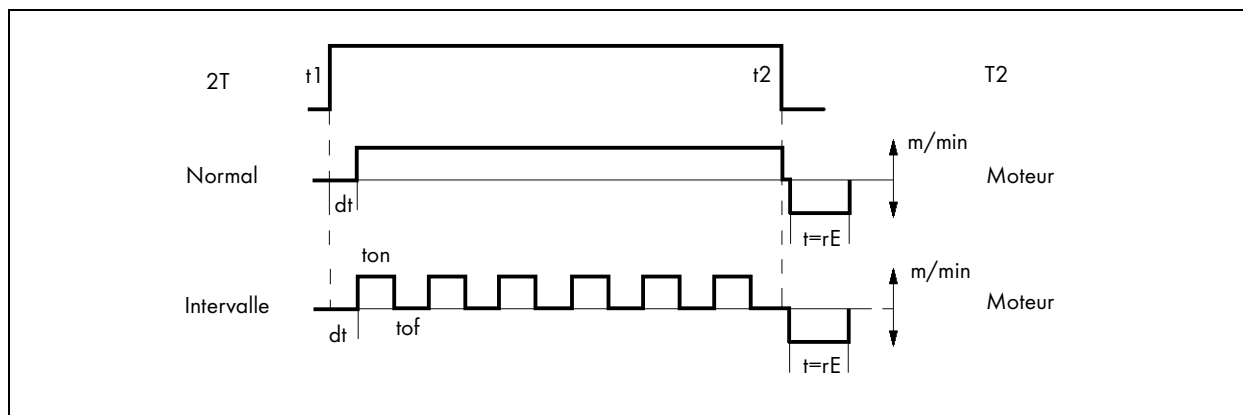 2T
t1
t2
T2
Normal
dt
m/min
Moteur
t=rE
Intervalle
ton
dt
tof
m/min
Moteur
t=rE